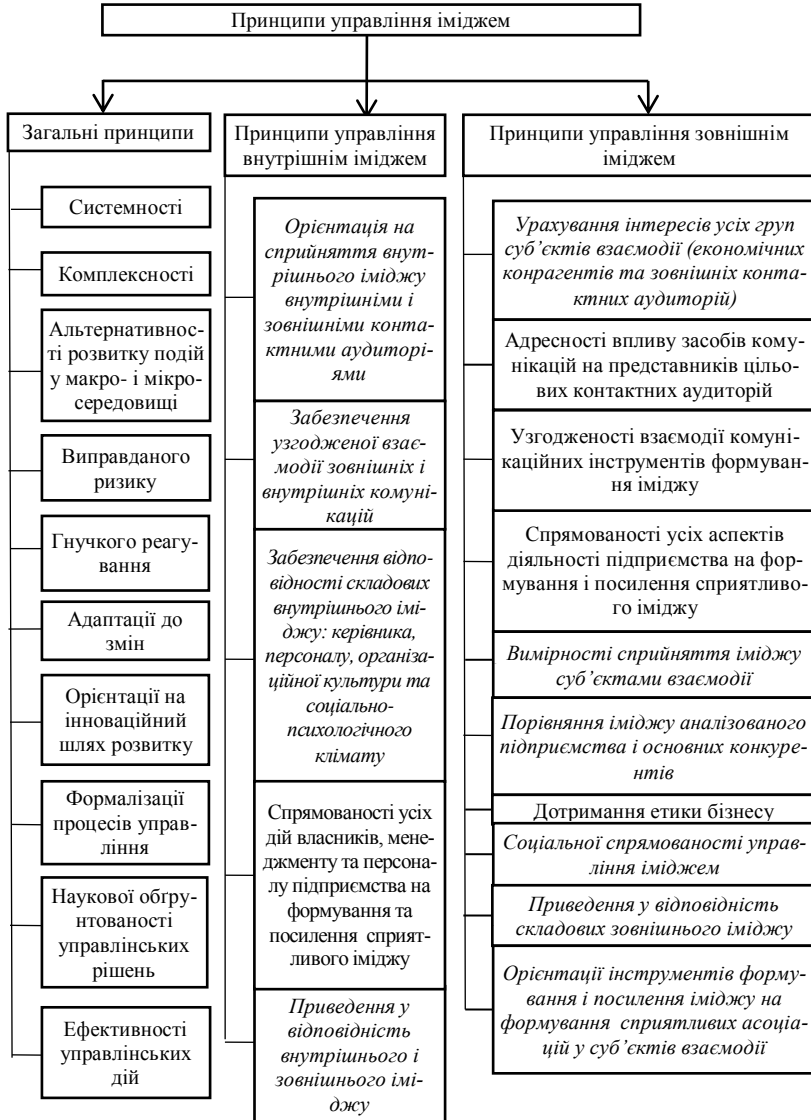 Принципи управління іміджем
Загальні принципи
Системності
Комплексності
Альтернативнос-
ті розвитку подій
у макро- і мікро-
середовищі
Виправданого
ризику
Гнучкого реагу-
вання
Адаптації до
змін
Орієнтації на
інноваційний
шлях розвитку
Формалізації
процесів управ-
ління
Наукової обґру-
нтованості
управлінських
рішень
Ефективності
управлінських
дій
Принципи управління
внутрішнім іміджем
Орієнтація на
сприйняття внут-
рішнього іміджу
внутрішніми і
зовнішніми конта-
ктними аудиторі-
ями
Забезпечення
узгодженої взає-
модії зовнішніх і
внутрішніх комуні-
кацій
Забезпечення відпо-
відності складових
внутрішнього імі-
джу: керівника,
персоналу, організа-
ційної культури та
соціально-
психологічного
клімату
Спрямованості усіх
дій власників, мене-
джменту та персона-
лу підприємства на
формування та
посилення сприят-
ливого іміджу
Приведення у
відповідність
внутрішнього і
зовнішнього імі-
джу
Принципи управління зовнішнім
іміджем
Урахування інтересів усіх груп
суб’єктів взаємодії (економічних
конрагентів та зовнішніх конта-
ктних аудиторій)
Адресності впливу засобів кому-
нікацій на представників цільо-
вих контактних аудиторій
Узгодженості взаємодії комуні-
каційних інструментів формува-
ння іміджу
Спрямованості усіх аспектів
діяльності підприємства на фор-
мування і посилення сприятливо-
го іміджу
Вимірності сприйняття іміджу
суб’єктами взаємодії
Порівняння іміджу аналізованого
підприємства і основних конкуре-
нтів
Дотримання етики бізнесу
Соціальної спрямованості управ-
ління іміджем
Приведення у відповідність
складових зовнішнього іміджу
Орієнтації інструментів форму-
вання і посилення іміджу на
формування сприятливих асоці-
ацій у суб’єктів взаємодії